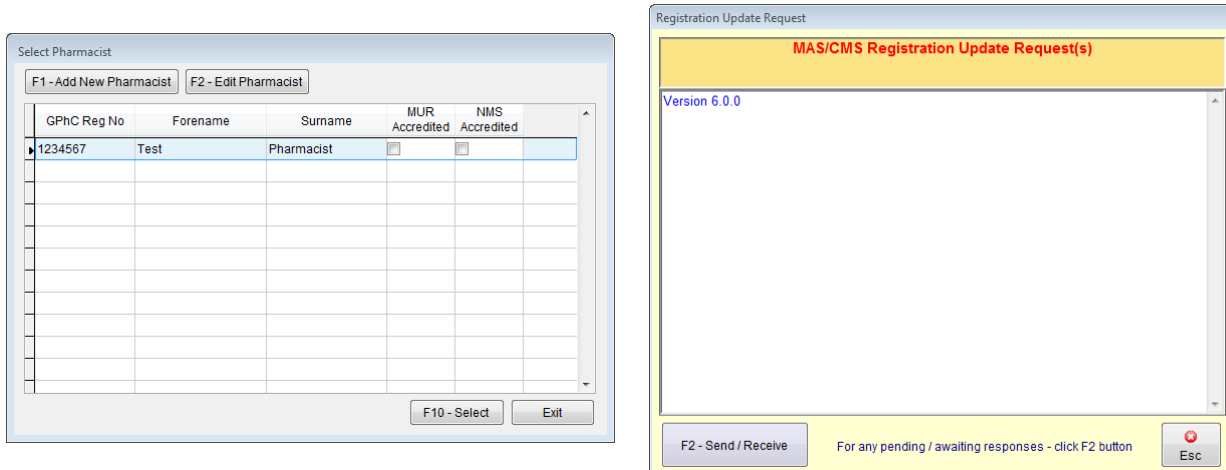 Select Pharmacist
F1 - Add New Pharmacist F2 - Edit Pharmacist
GPhC Reg No Forename Surname MUR Accredited NMS Accredited
1234567 Test Pharmacist
F10 - Select Exit
Registration Update Request
MAS/CMS Registration Update Request(s)
Version 6.0.0
F2 - Send / Receive For any pending / awaiting responses - click F2 button Esc